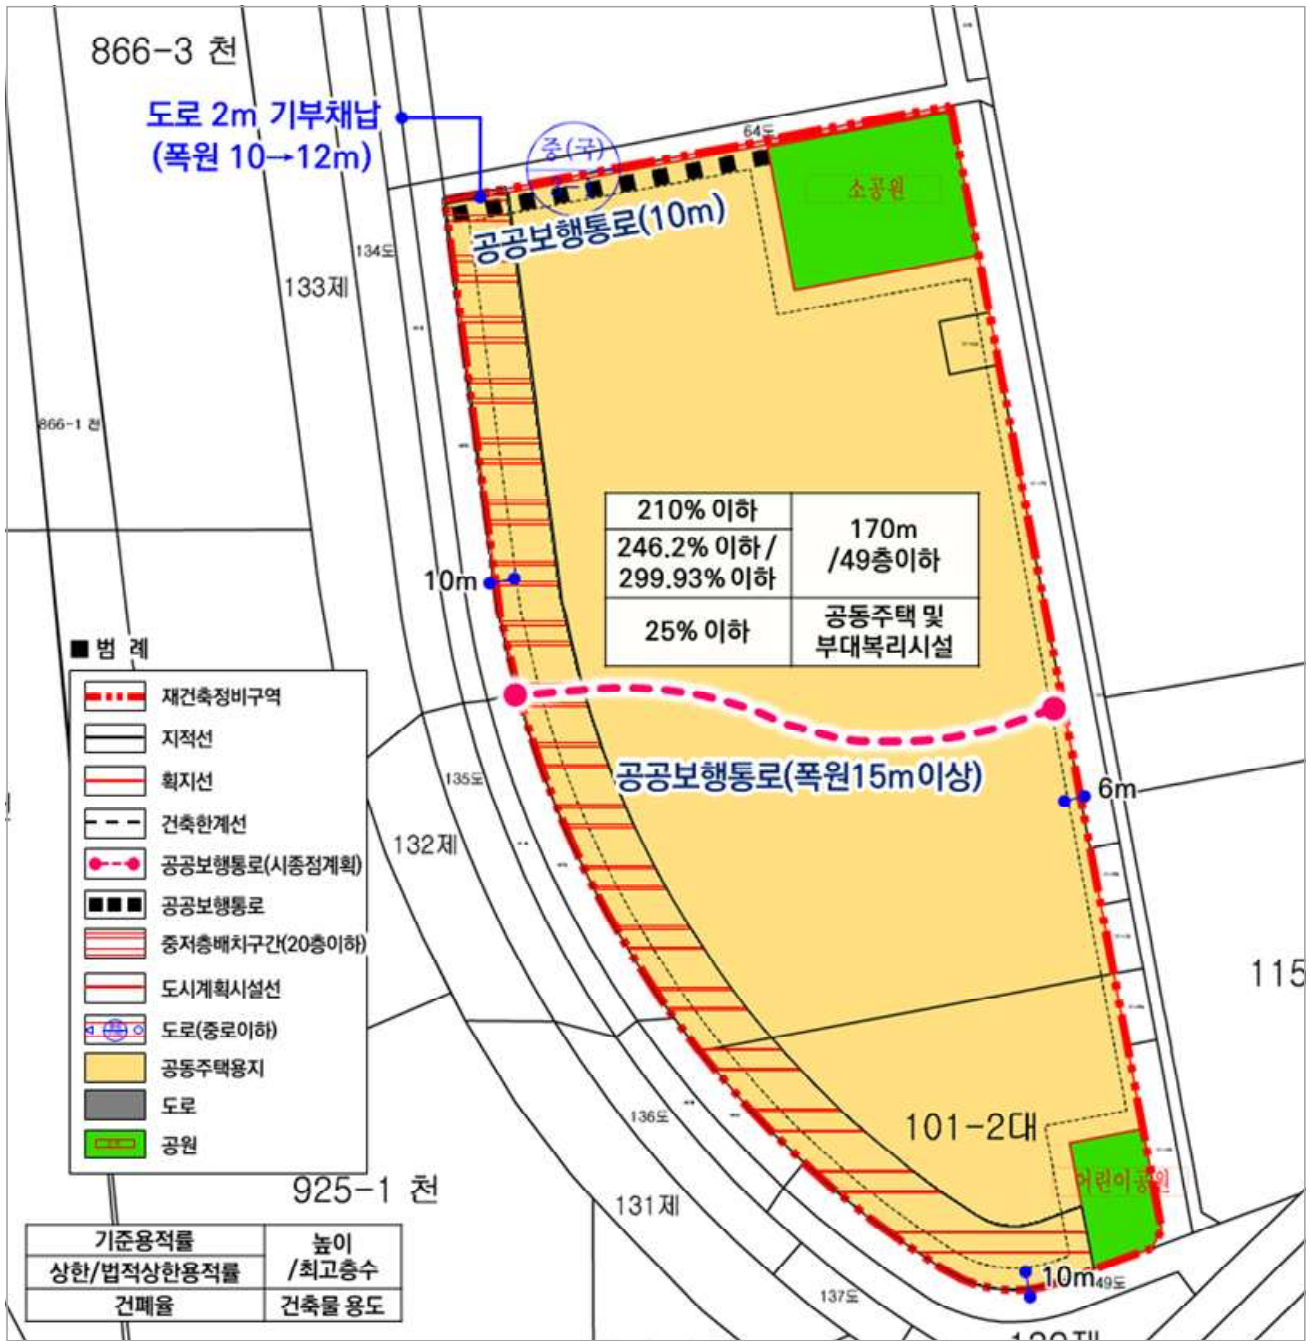 866-3 천
도로 2m 기부채납
(폭원 10→12m)
중(국)
64도
소공원
공공보행통로(10m)
134도
133제
866-1 천
210% 이하
170m
/49층이하
246.2% 이하 /
299.93% 이하
25% 이하
공동주택 및
부대복리시설
10m
공공보행통로(폭원15m이상)
6m
135도
132제
115
■ 범 례
재건축정비구역
지적선
획지선
건축한계선
공공보행통로(시종점계획)
공공보행통로
중저층배치구간(20층이하)
도시계획시설선
도로(중로이하)
공동주택용지
도로
공원
101-2대
136도
어린이공원
925-1 천
131제
기준용적률
높이
/최고층수
상한/법적상한용적률
건폐율
건축물 용도
10m
49도
137도